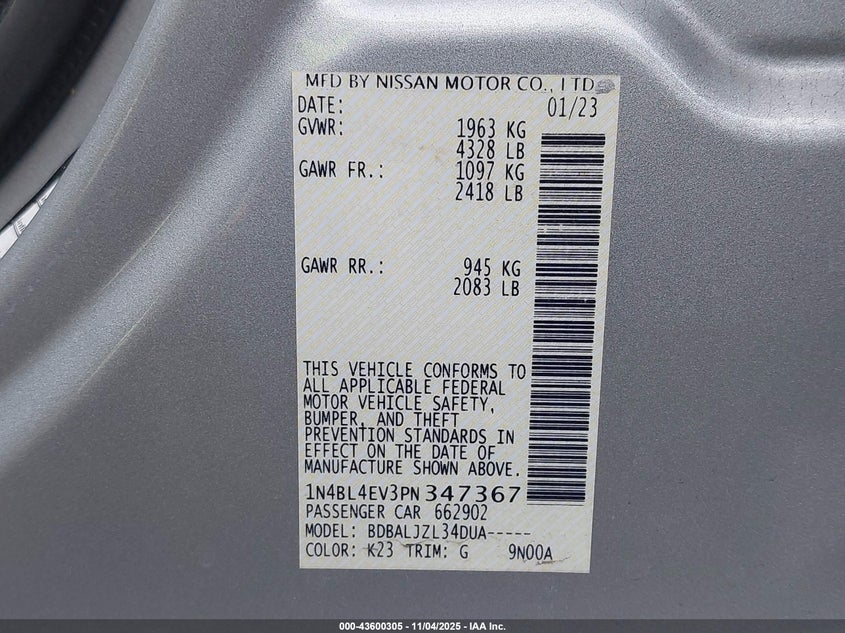 MFD BY NISSAN MOTOR CO., LTD
DATE: 01/23
GVWR: 1963 KG
4328 LB
GAWR FR.: 1097 KG
2418 LB
GAWR RR.: 945 KG
2083 LB
THIS VEHICLE CONFORMS TO
ALL APPLICABLE FEDERAL
MOTOR VEHICLE SAFETY,
BUMPER, AND THEFT
PREVENTION STANDARDS IN
EFFECT ON THE DATE OF
MANUFACTURE SHOWN ABOVE.
1N4BL4EV3PN347367
PASSENGER CAR 662902
MODEL: BDBALJZL34DUA-----
COLOR: K23 TRIM: G 9N00A
000-43600305 - 11/04/2025 - IAA Inc.